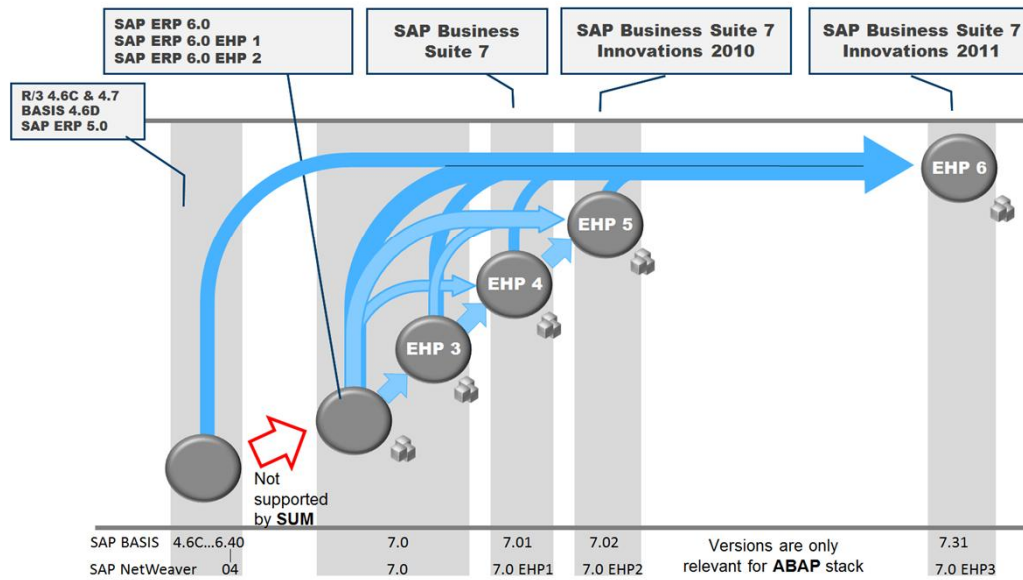 SAP ERP 6.0
SAP ERP 6.0 EHP 1
SAP ERP 6.0 EHP 2
SAP Business
Suite 7
SAP Business Suite 7
Innovations 2010
SAP Business Suite 7
Innovations 2011
R/3 4.6C & 4.7
BASIS 4.6D
SAP ERP 5.0
EHP 6
EHP 5
EHP 4
EHP 3
Not
supported
by SUM
SAP BASIS 4.6C...6.40 7.0 7.01 7.02 7.31
SAP NetWeaver 04 7.0 7.0 EHP1 7.0 EHP2 7.0 EHP3
Versions are only
relevant for ABAP stack